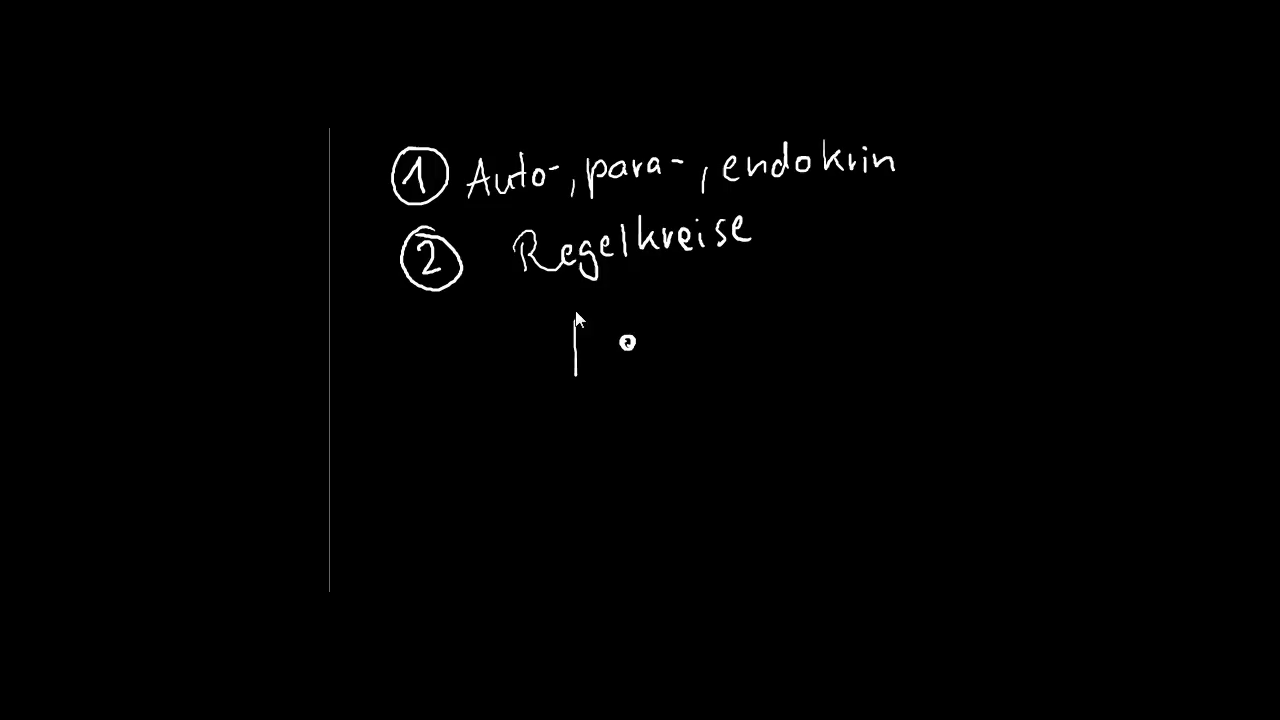 ① Auto-, para-, endokrin
② Regelkreise